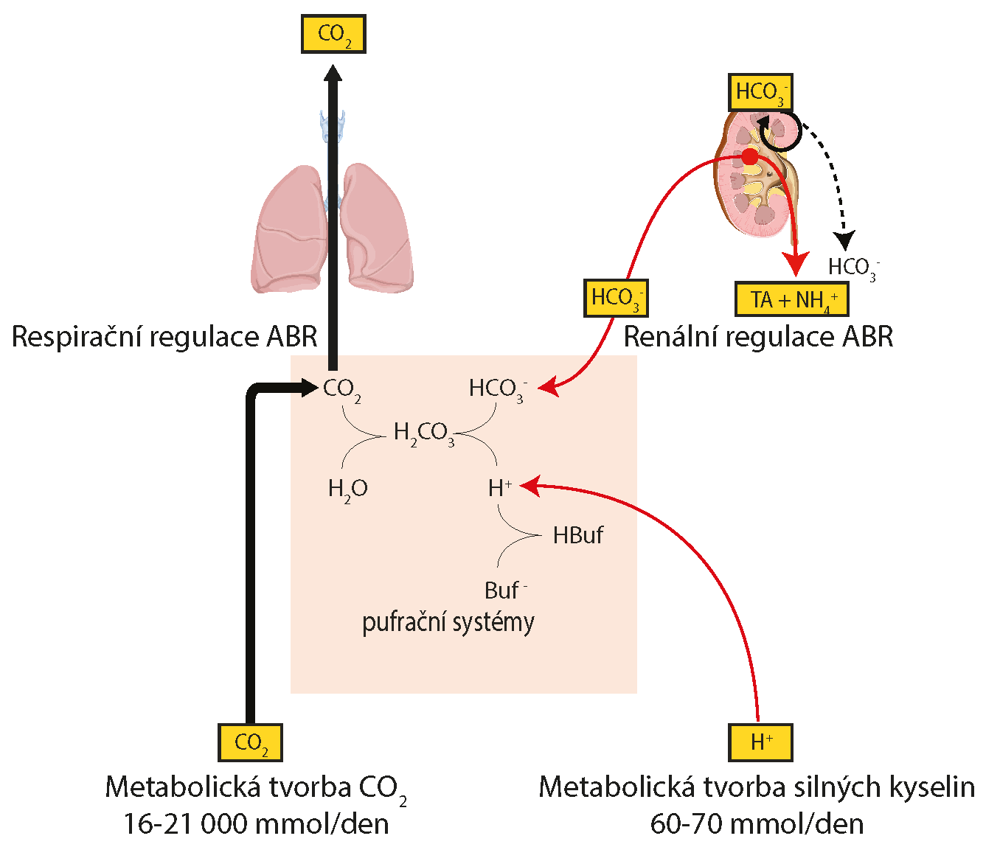 CO₂
HCO₃⁻
HCO₃⁻
HCO₃⁻
TA + NH₄⁺
Respirační regulace ABR
Renální regulace ABR
CO₂
HCO₃⁻
H₂CO₃
H₂O
H⁺
HBuf
Buf⁻
pufrační systémy
CO₂
Metabolická tvorba CO₂
16-21 000 mmol/den
H⁺
Metabolická tvorba silných kyselin
60-70 mmol/den